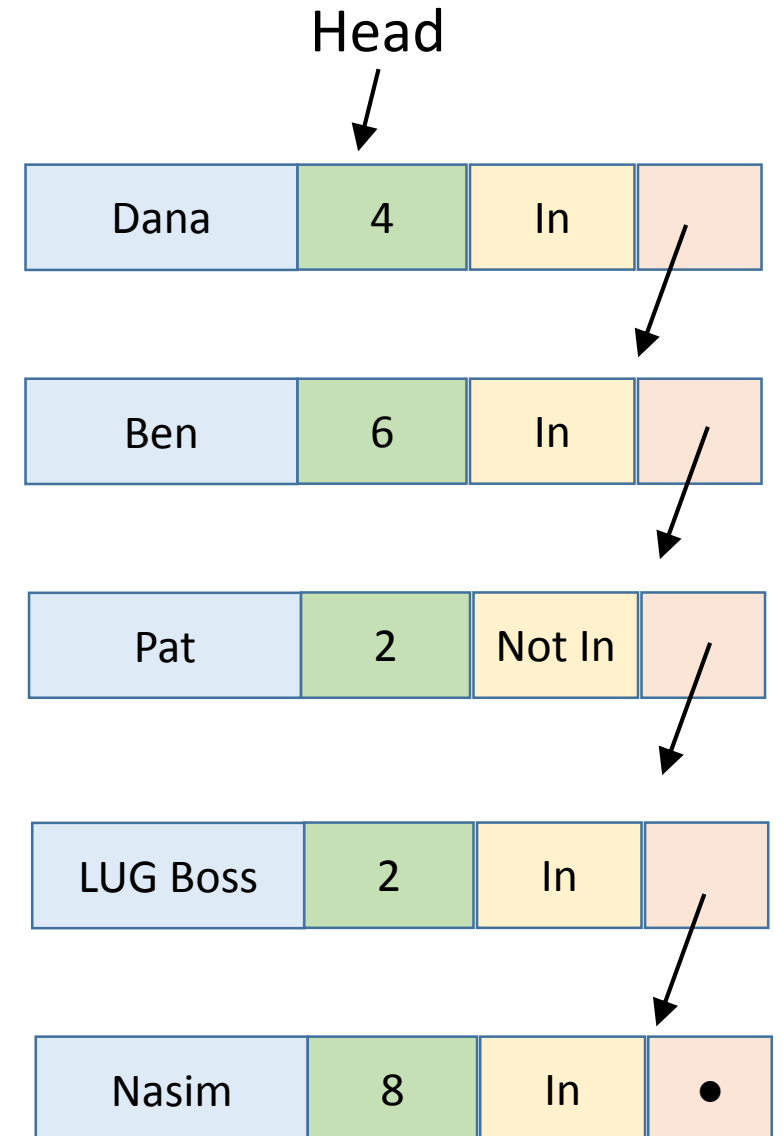 Head
Dana 4 In
Ben 6 In
Pat 2 Not In
LUG Boss 2 In
Nasim 8 In